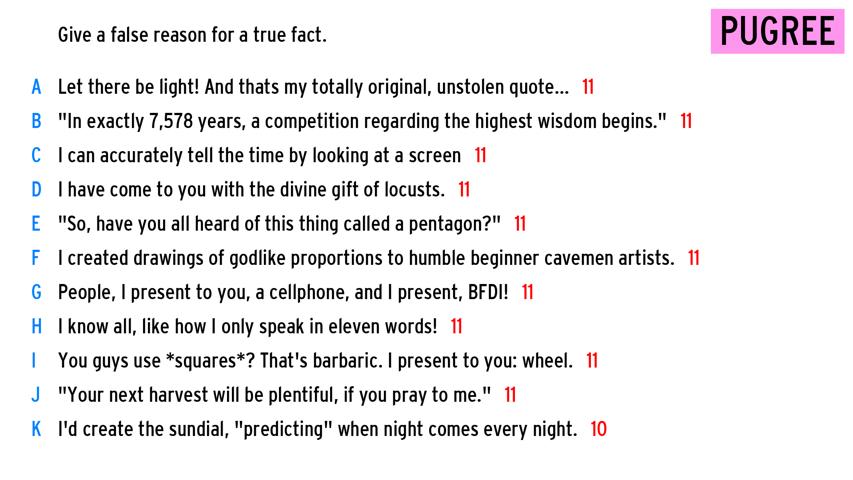 Give a false reason for a true fact.
PUGREE
A Let there be light! And thats my totally original, unstolen quote... 11
B "In exactly 7,578 years, a competition regarding the highest wisdom begins." 11
C I can accurately tell the time by looking at a screen 11
D I have come to you with the divine gift of locusts. 11
E "So, have you all heard of this thing called a pentagon?" 11
F I created drawings of godlike proportions to humble beginner cavemen artists. 11
G People, I present to you, a cellphone, and I present, BFDI! 11
H I know all, like how I only speak in eleven words! 11
I You guys use *squares*? That's barbaric. I present to you: wheel. 11
J "Your next harvest will be plentiful, if you pray to me." 11
K I'd create the sundial, "predicting" when night comes every night. 10